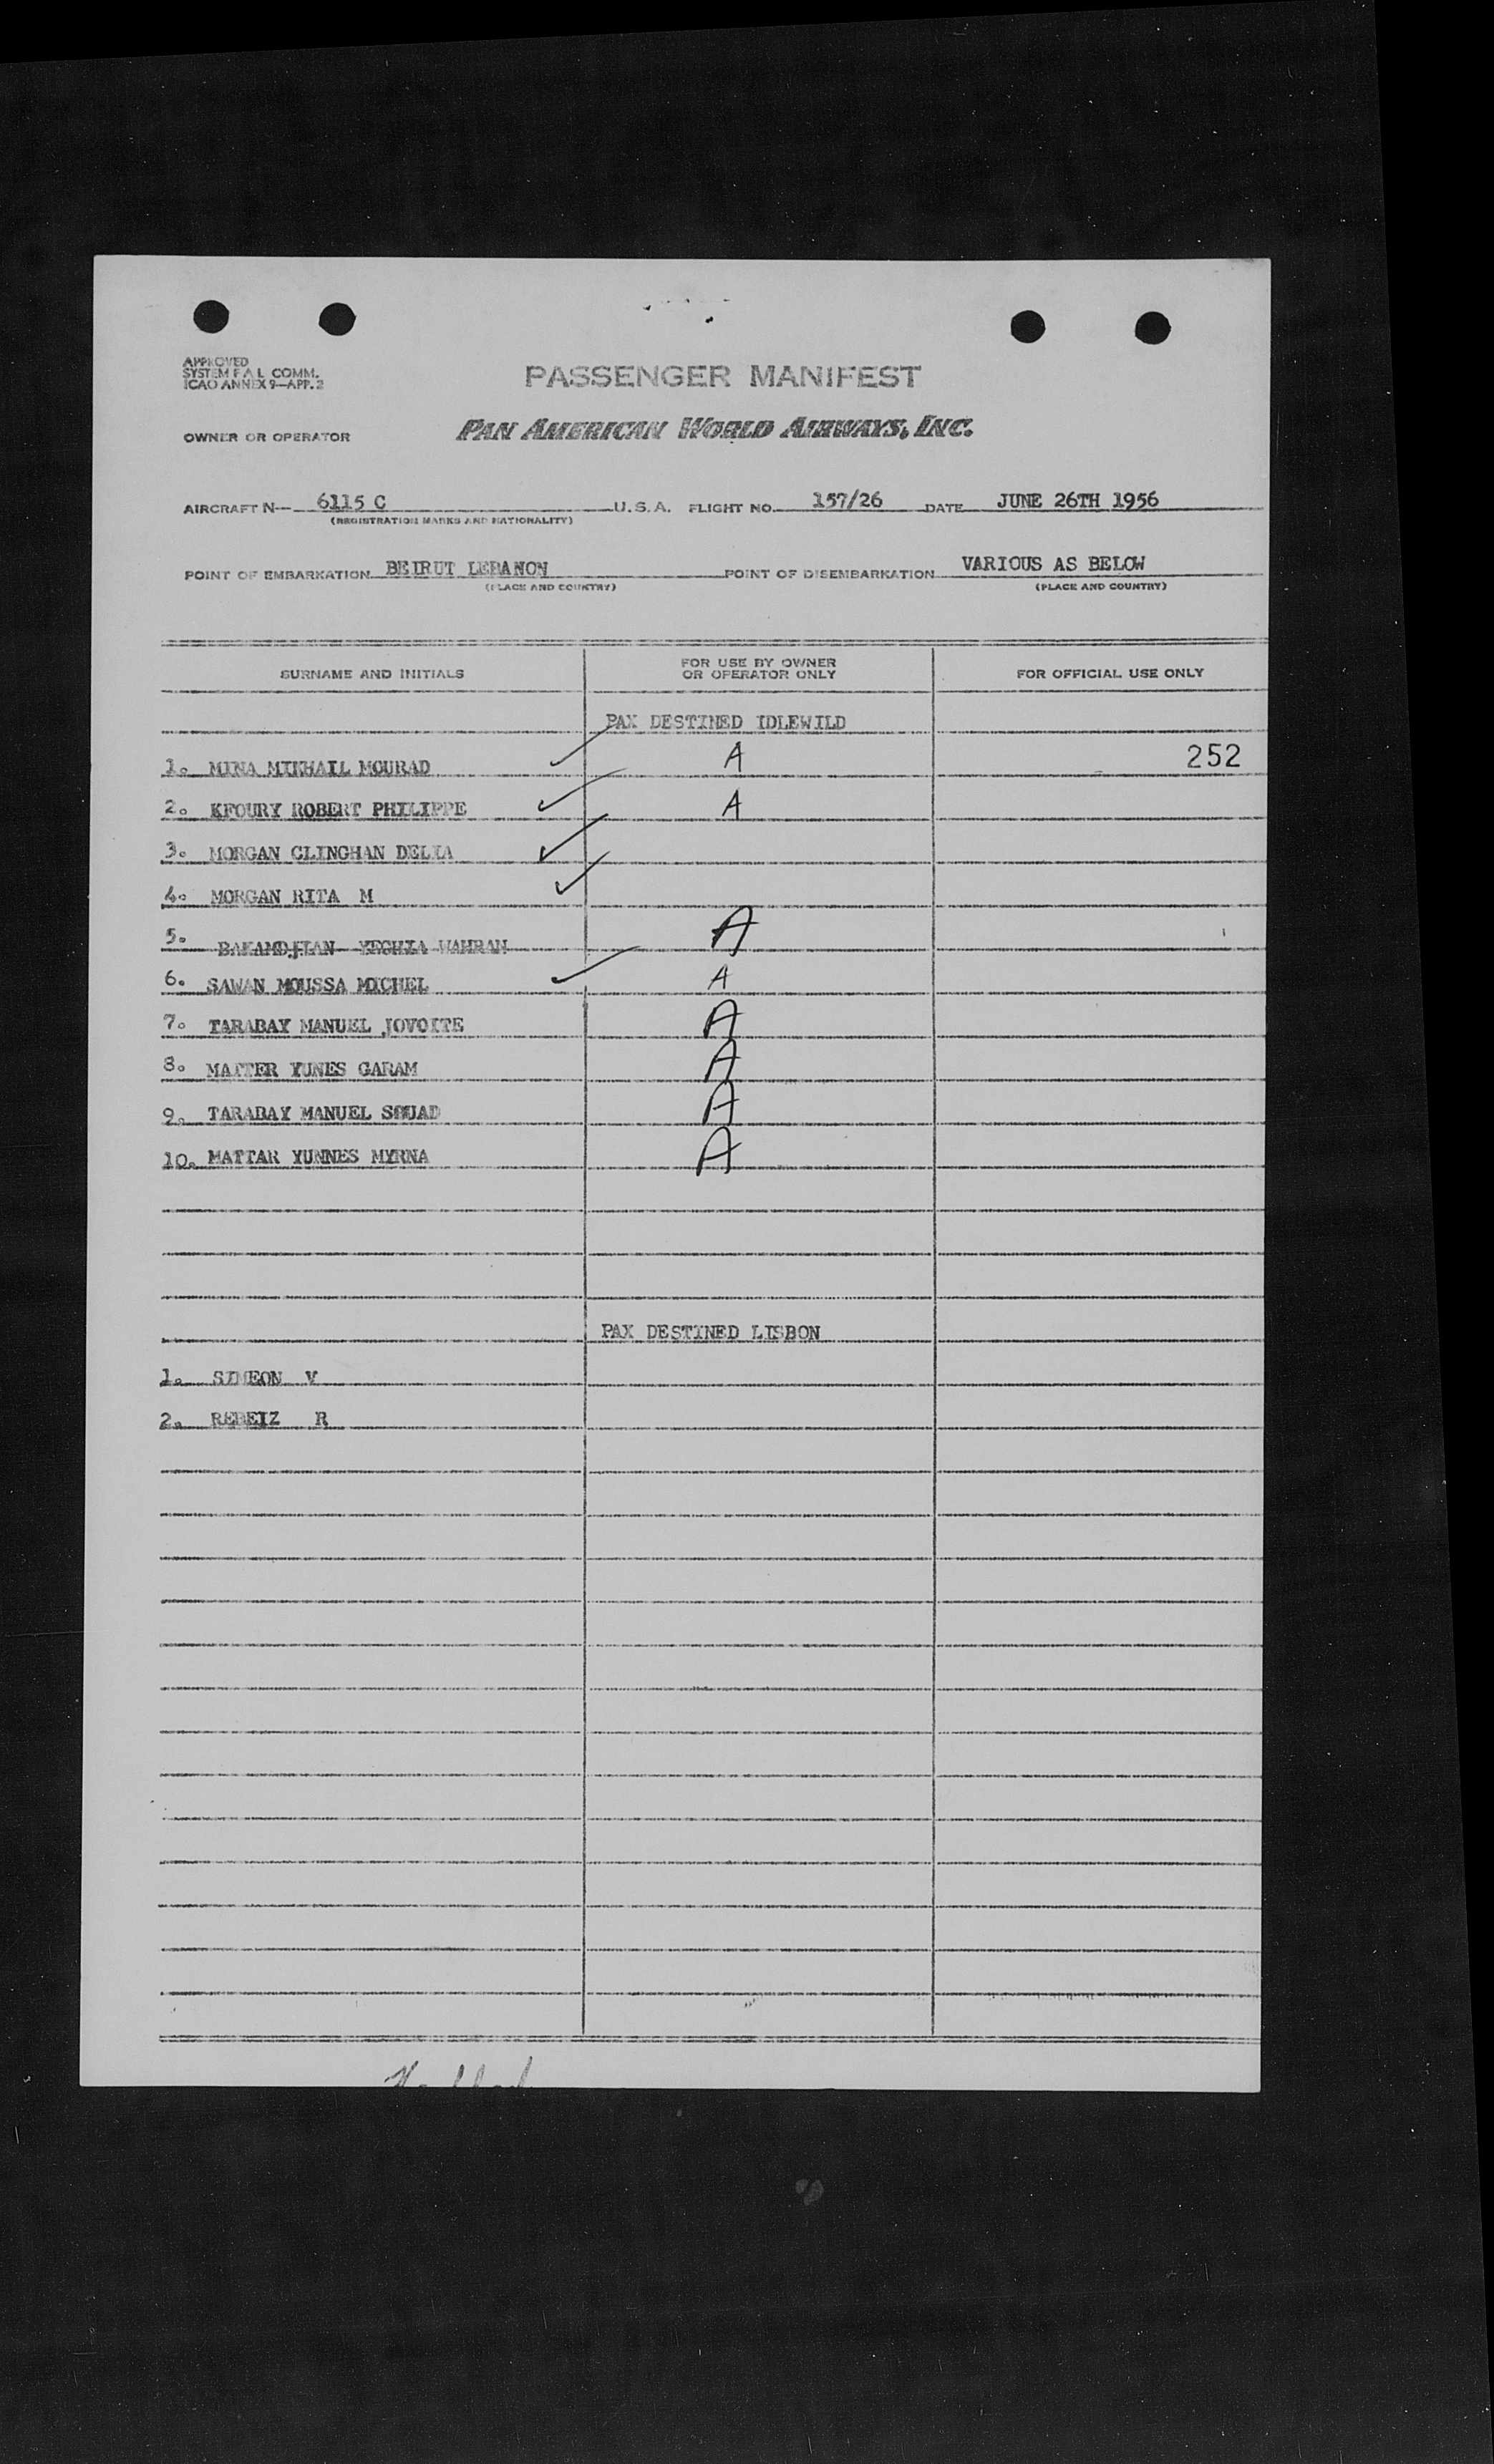 APPROVED
SYSTEM F A L COMM.
ICAO ANNEX 9—APP. 2
PASSENGER MANIFEST
OWNER OR OPERATOR PAN AMERICAN WORLD AIRWAYS, INC.
AIRCRAFT N— 6115 C U.S.A. FLIGHT NO. 157/26 DATE JUNE 26TH 1956
(REGISTRATION MARKS AND NATIONALITY)
POINT OF EMBARKATION BEIRUT LEBANON POINT OF DISEMBARKATION VARIOUS AS BELOW
(PLACE AND COUNTRY) (PLACE AND COUNTRY)
SURNAME AND INITIALS FOR USE BY OWNER OR OPERATOR ONLY FOR OFFICIAL USE ONLY
PAX DESTINED IDLEWILD
1. MINA MIKHAIL MOURAD A 252
2. KFOURY ROBERT PHILIPPE A
3. MORGAN CLINGHAN DELIA
4. MORGAN RITA M
5. BAKAMDJIAN YEGHIA WAHRAM A
6. SAWAN MOUSSA MICHEL A
7. TARABAY MANUEL JOVOITE A
8. MATTER YUNES GARAM A
9. TARABAY MANUEL SOUAD A
10. MATTAR YUNNES MYRNA A
PAX DESTINED LISBON
1. SIMEON V
2. REBEIZ R